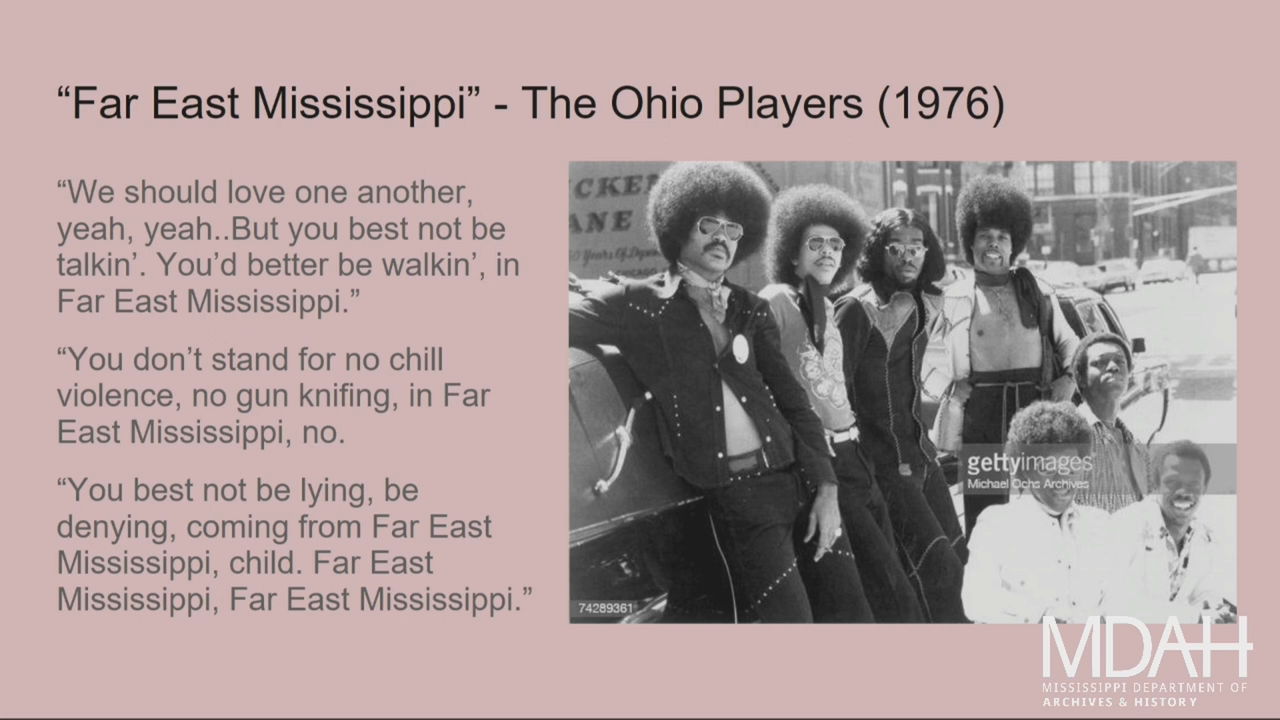 “Far East Mississippi” - The Ohio Players (1976)
“We should love one another,
yeah, yeah..But you best not be
talkin’. You’d better be walkin’, in
Far East Mississippi.”
“You don’t stand for no chill
violence, no gun knifing, in Far
East Mississippi, no.
“You best not be lying, be
denying, coming from Far East
Mississippi, child. Far East
Mississippi, Far East Mississippi.”
CKE
ANE
gettyimages
Michael Ochs Archives
74289361
MDAH
MISSISSIPPI DEPARTMENT OF
ARCHIVES & HISTORY